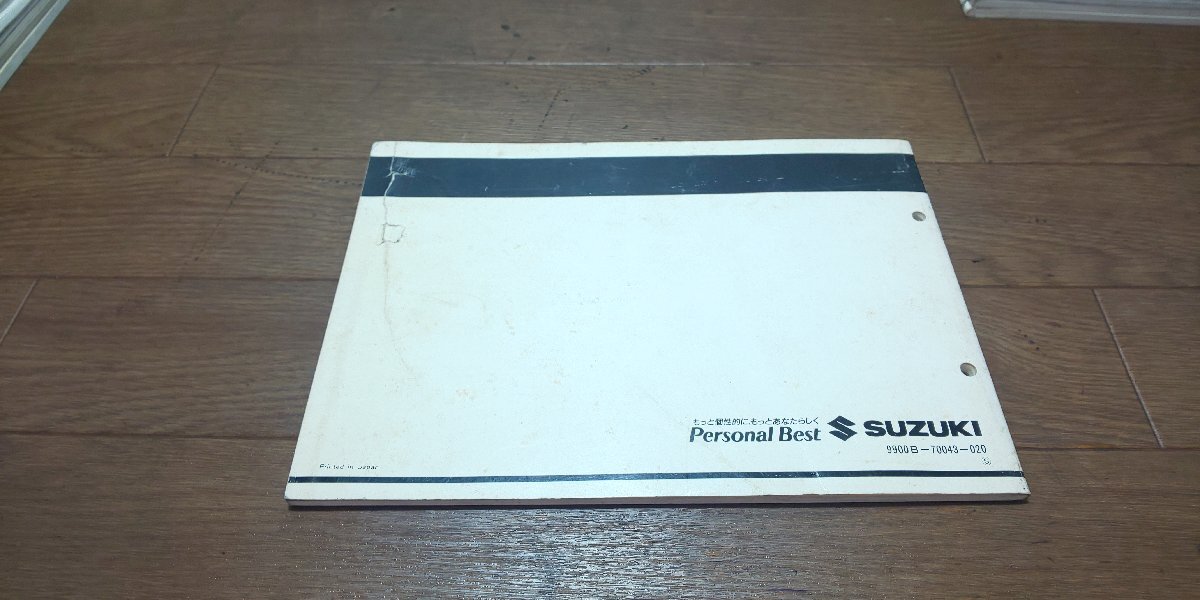 もっと個性的に、もっとあなたらしく
Personal Best SUZUKI
9900B-70043-020
Printed in Japan